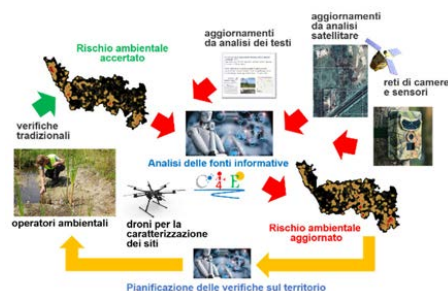 Rischio ambientale
accertato
aggiornamenti
da analisi dei testi
aggiornamenti
da analisi
satellitare
reti di camere
e sensori
verifiche
tradizionali
Analisi delle fonti informative
C4E
operatori ambientali
droni per la
caratterizzazione
dei siti
Rischio ambientale
aggiornato
Pianificazione delle verifiche sul territorio